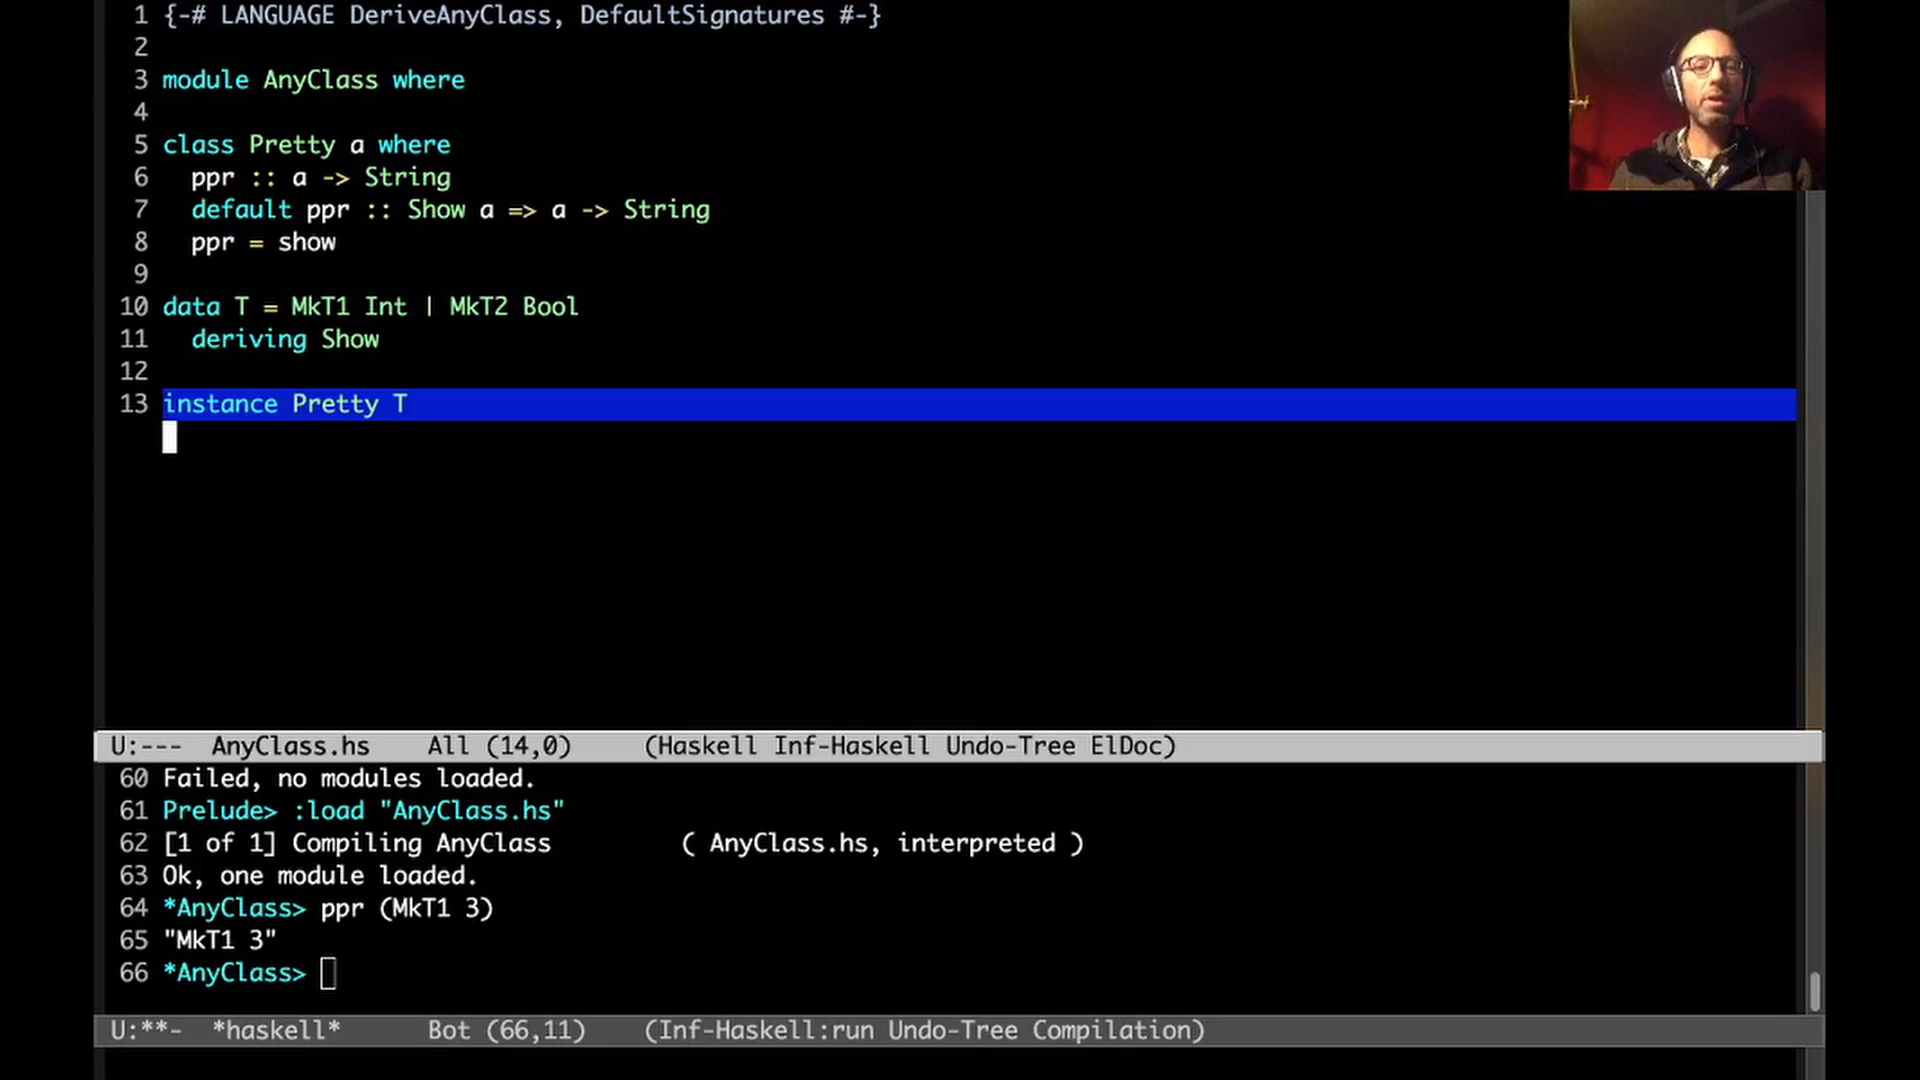 1 {-# LANGUAGE DeriveAnyClass, DefaultSignatures #-}
2
3 module AnyClass where
4
5 class Pretty a where
6   ppr :: a -> String
7   default ppr :: Show a => a -> String
8   ppr = show
9
10 data T = MkT1 Int | MkT2 Bool
11   deriving Show
12
13 instance Pretty T
U:---  AnyClass.hs    All (14,0)     (Haskell Inf-Haskell Undo-Tree ElDoc)
60 Failed, no modules loaded.
61 Prelude> :load "AnyClass.hs"
62 [1 of 1] Compiling AnyClass         ( AnyClass.hs, interpreted )
63 Ok, one module loaded.
64 *AnyClass> ppr (MkT1 3)
65 "MkT1 3"
66 *AnyClass>
U:**-  *haskell*      Bot (66,11)    (Inf-Haskell:run Undo-Tree Compilation)